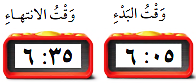 وَقْتُ البَدْءِ
٦:٠٥
وَقْتُ الانتهاءِ
٦:٣٥